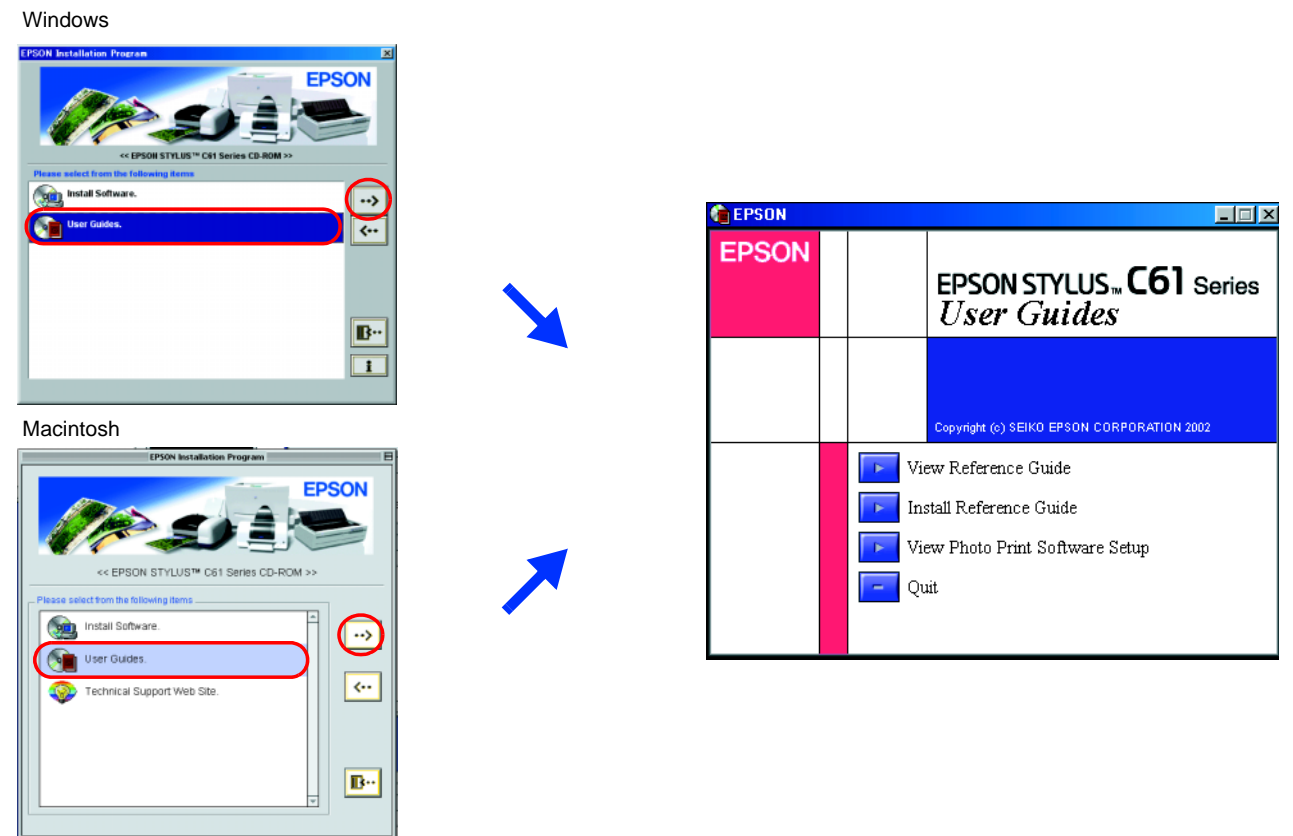 Windows
EPSON Installation Program
EPSON
<< EPSON STYLUS™ C61 Series CD-ROM >>
Please select from the following items
Install Software.
User Guides.
Macintosh
EPSON Installation Program
EPSON
<< EPSON STYLUS™ C61 Series CD-ROM >>
Please select from the following items
Install Software.
User Guides.
Technical Support Web Site.
EPSON
EPSON
EPSON STYLUS™ C61 Series
User Guides
Copyright (c) SEIKO EPSON CORPORATION 2002
View Reference Guide
Install Reference Guide
View Photo Print Software Setup
Quit